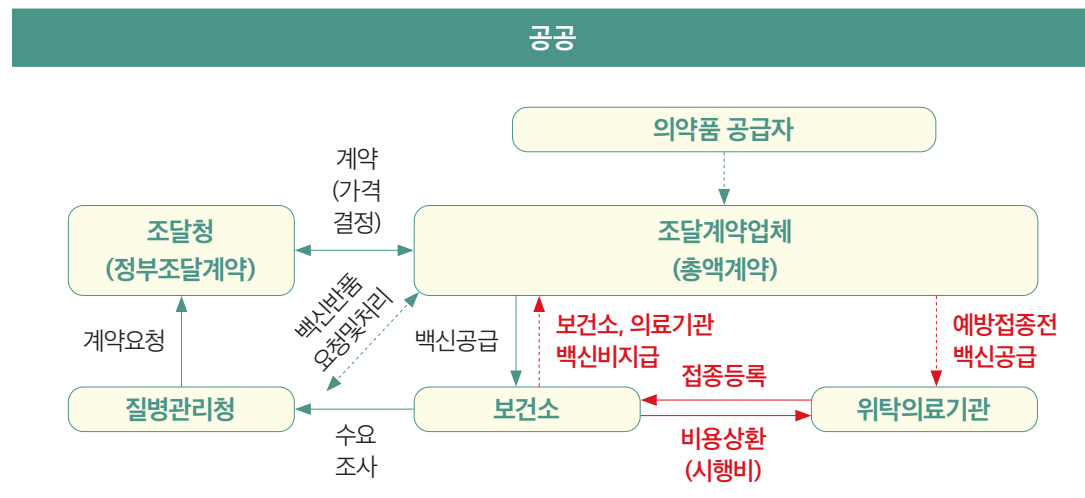 공공
의약품 공급자
계약
(가격
결정)
조달청
(정부조달계약)
조달계약업체
(총액계약)
계약요청
백신반품
요청및처리
백신공급
보건소, 의료기관
백신비지급
예방접종전
백신공급
접종등록
질병관리청
보건소
위탁의료기관
수요
조사
비용상환
(시행비)